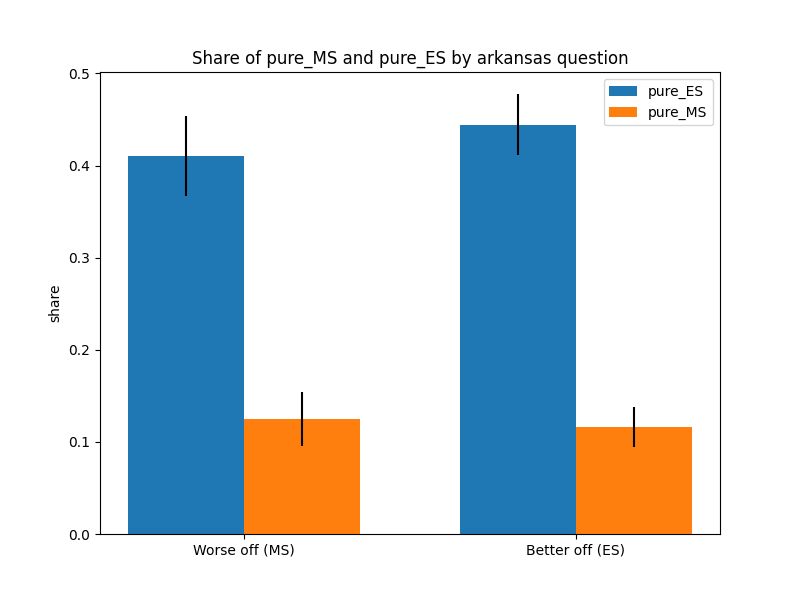 Share of pure_MS and pure_ES by arkansas question
pure_ES
pure_MS
share
0.5
0.4
0.3
0.2
0.1
0.0
Worse off (MS)
Better off (ES)